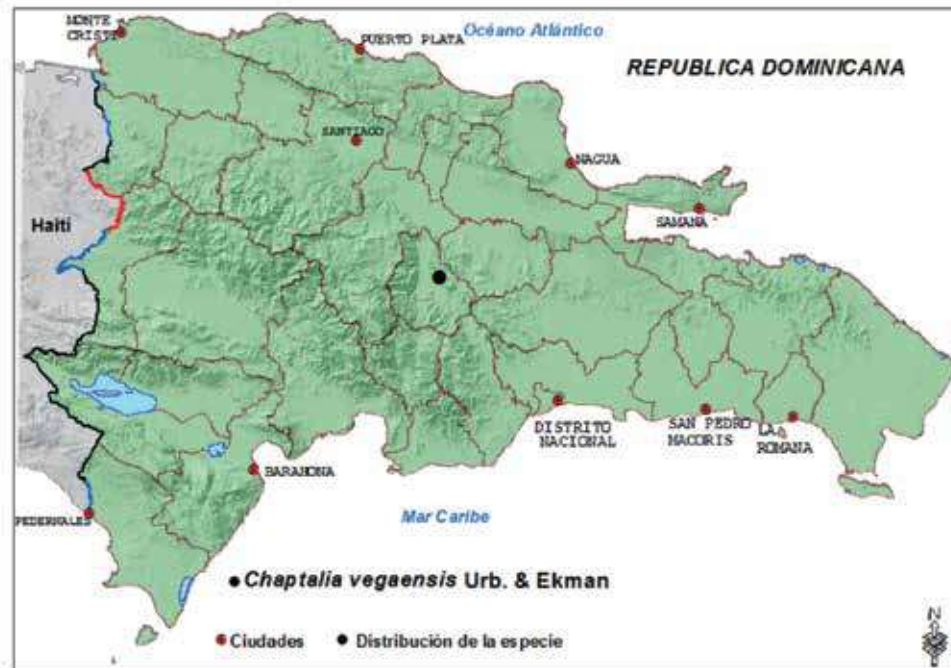 MONTE
CRISTI
PUERTO PLATA
Océano Atlántico
REPUBLICA DOMINICANA
SANTIAGO
NAGUA
SAMANA
Haiti
DISTRITO
NACIONAL
SAN PEDRO
MACORIS
LA
ROMANA
BARAHONA
PEDERNALES
Mar Caribe
Chaptalia vegaensis Urb. & Ekman
Ciudades
Distribución de la especie
N